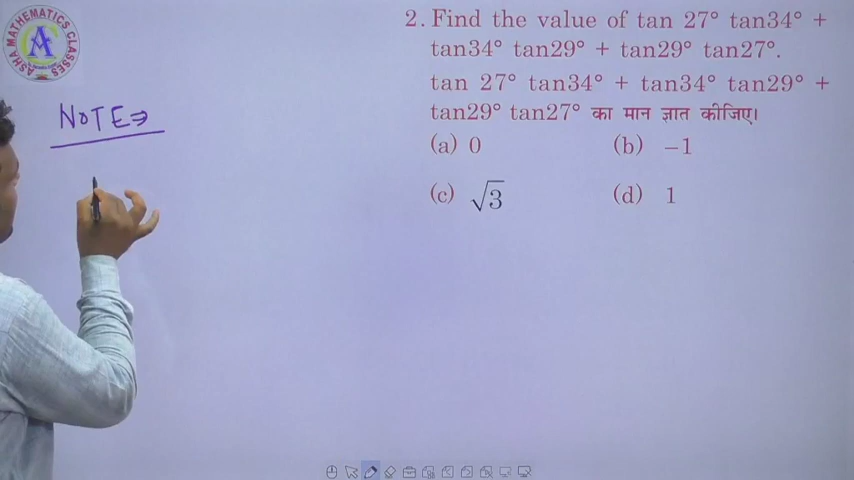 ASHA MATHEMATICS CLASSES
A
NOTE⇒
2. Find the value of tan 27° tan34° +
tan34° tan29° + tan29° tan27°.
tan 27° tan34° + tan34° tan29° +
tan29° tan27° का मान ज्ञात कीजिए।
(a) 0 (b) −1
(c) √3 (d) 1